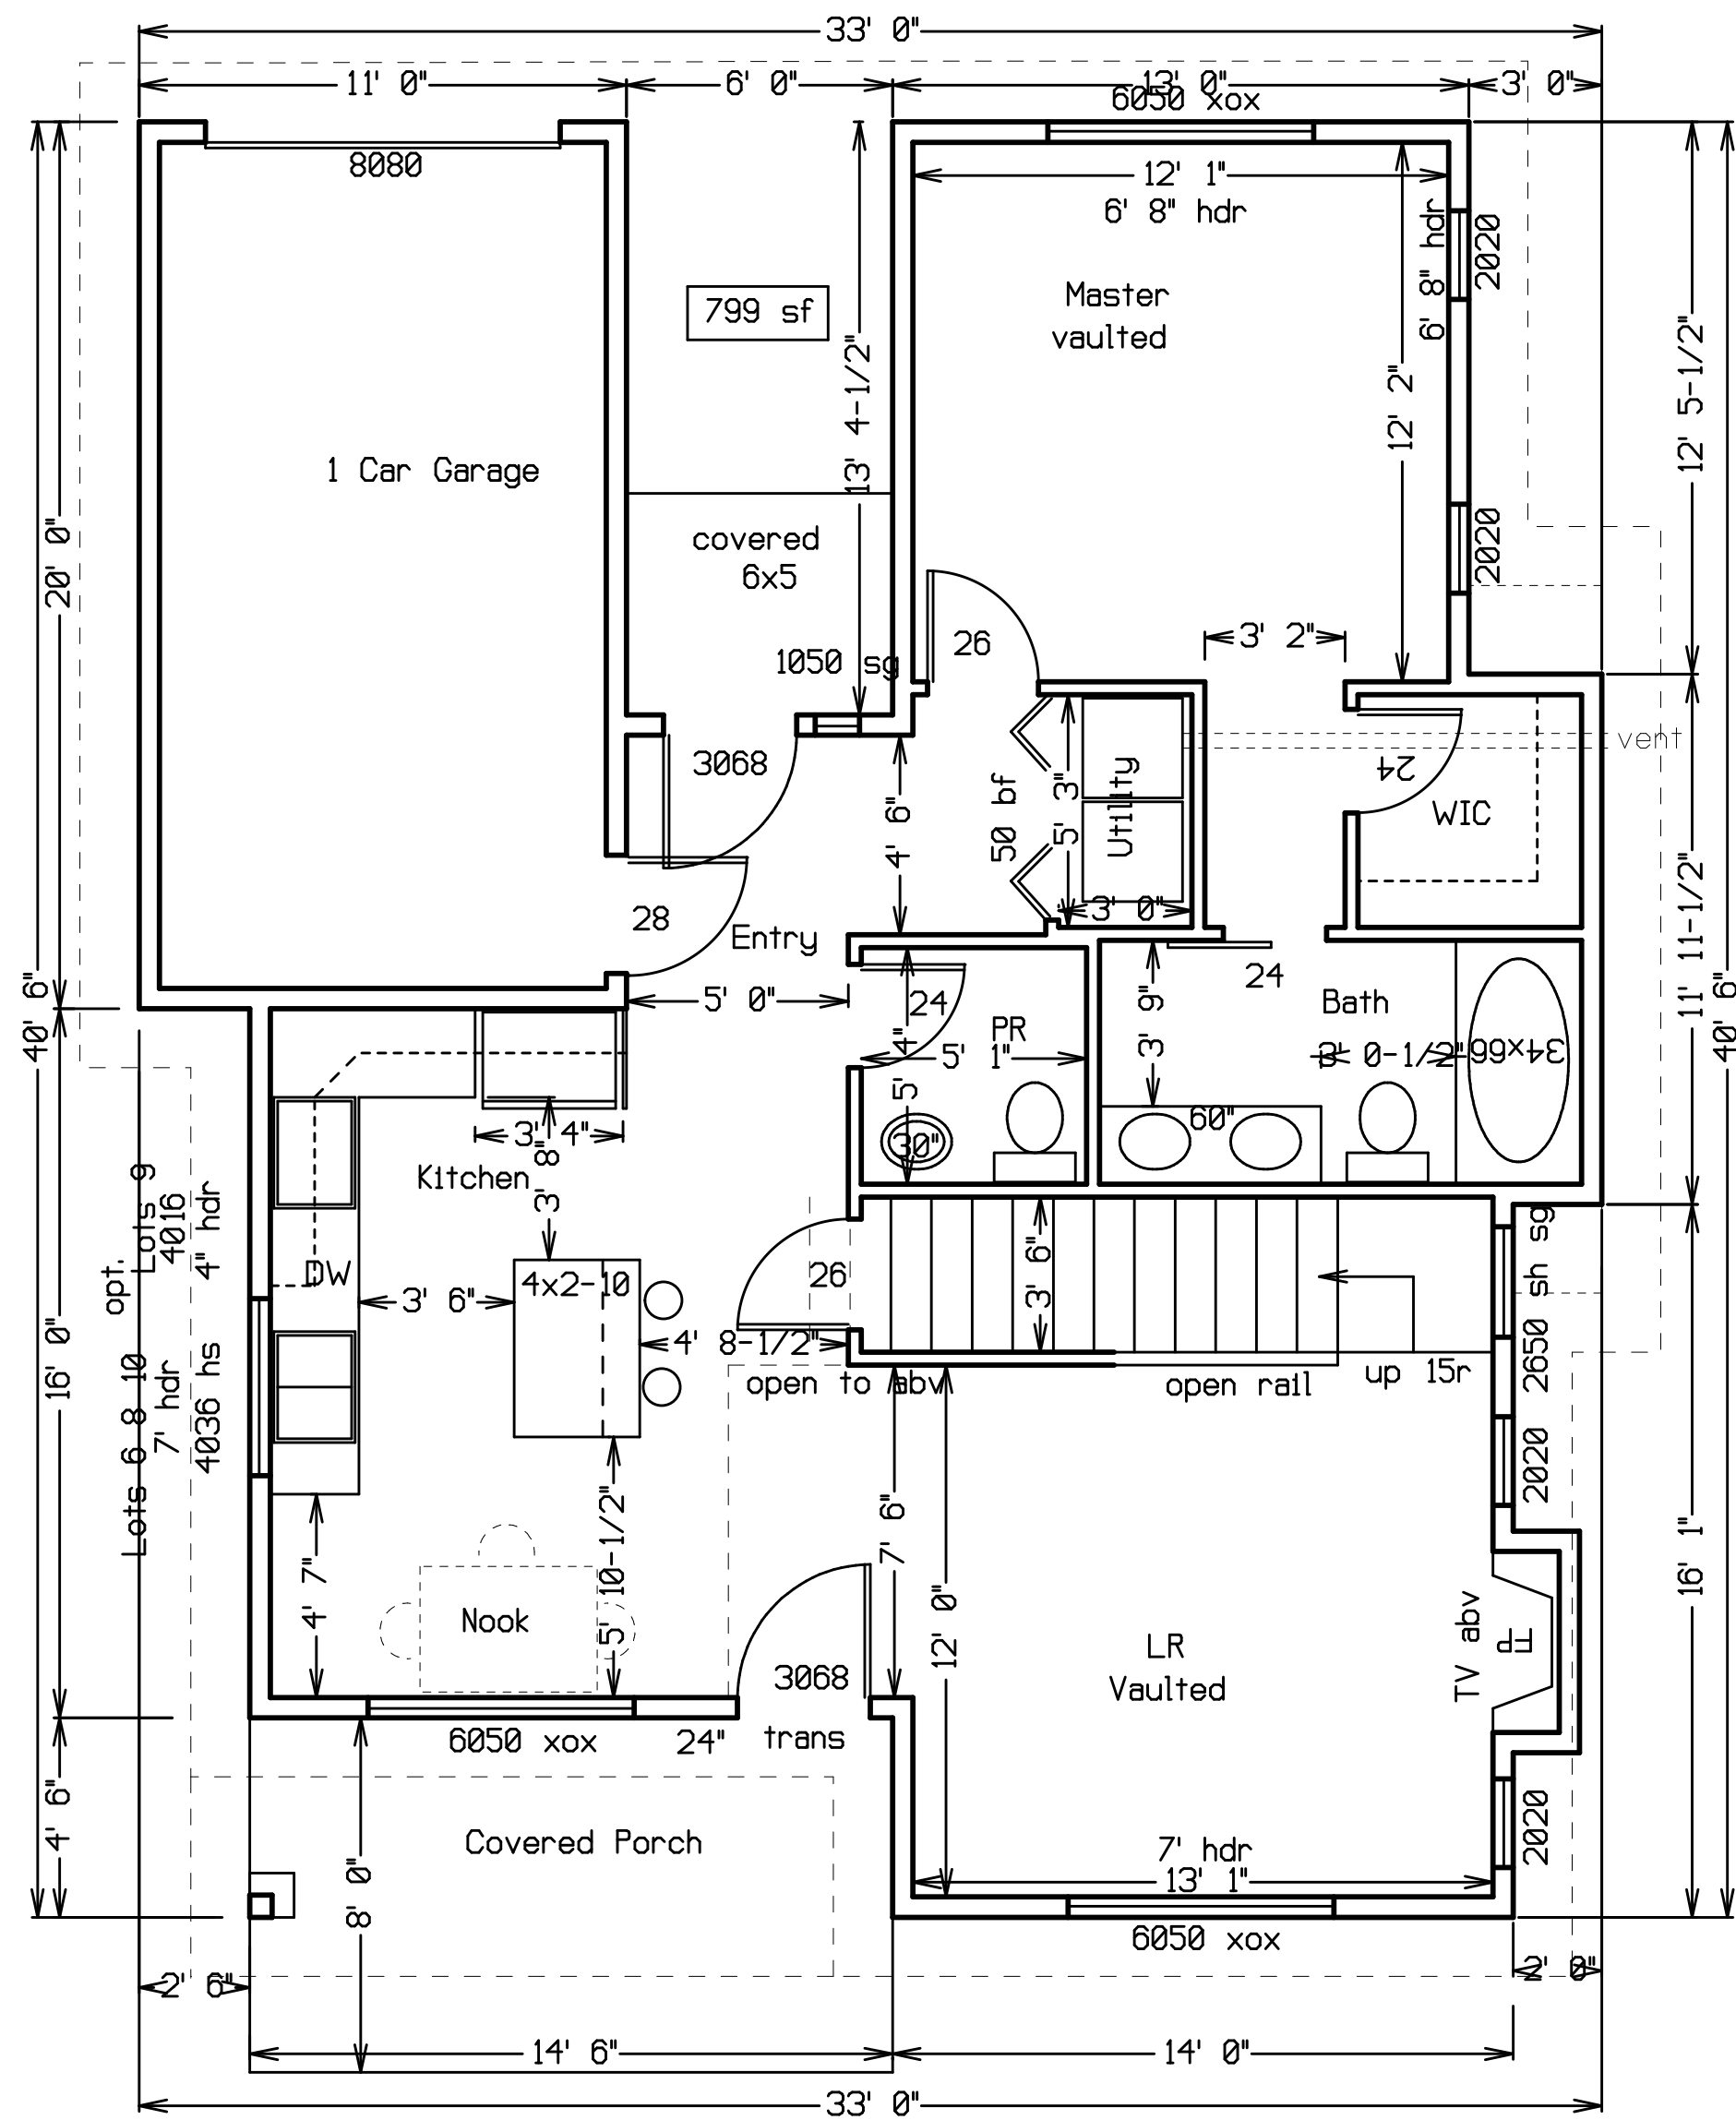 33' 0"
11' 0"
6' 0"
13' 0"
3' 0"
6050 xox
8080
12' 1"
6' 8" hdr
6' 8" hdr
2020
799 sf
Master
vaulted
13' 4-1/2"
12' 2"
12' 5-1/2"
1 Car Garage
20' 0"
covered
6x5
2020
26
3' 2"
1050 sg
3068
vent
24
50 bf
5' 3"
Utility
WIC
4' 6"
3' 0"
28
Entry
40' 6"
11' 11-1/2"
40' 6"
5' 0"
24
PR
5' 4"
5' 1"
24
3' 9"
Bath
3' 0-1/2"
34x66
30"
60"
3' 4"
3' 8"
Kitchen
opt.
Lots 9
4016
4" hdr
DW
4x2-10
26
3' 6"
3' 6"
4' 8-1/2"
sh sg
2650
16' 0"
Lots 6 8 10
7' hdr
4036 hs
open to abv
open rail
up 15r
2020
7' 6"
12' 0"
5' 10-1/2"
4' 7"
Nook
16' 1"
LR
Vaulted
TV abv
FP
3068
6050 xox
24"
trans
4' 6"
Covered Porch
8' 0"
2020
7' hdr
13' 1"
6050 xox
2' 6"
2' 0"
14' 6"
14' 0"
33' 0"